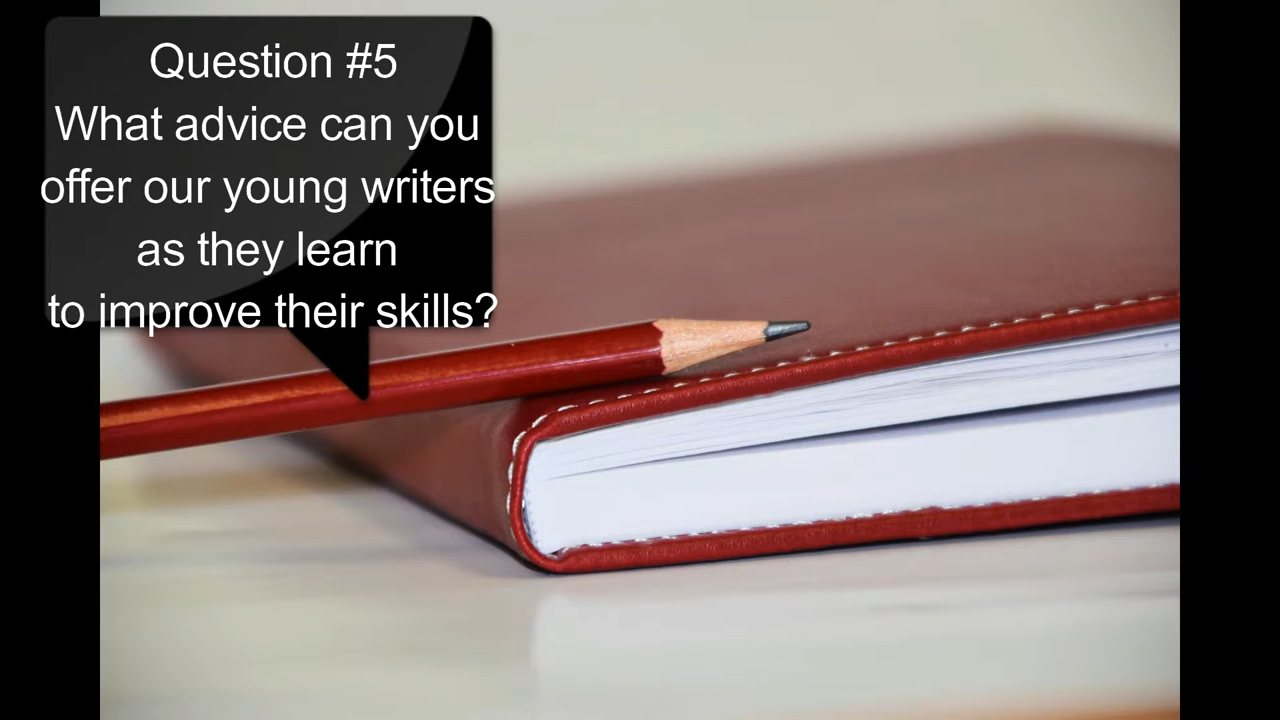 Question #5
What advice can you
offer our young writers
as they learn
to improve their skills?